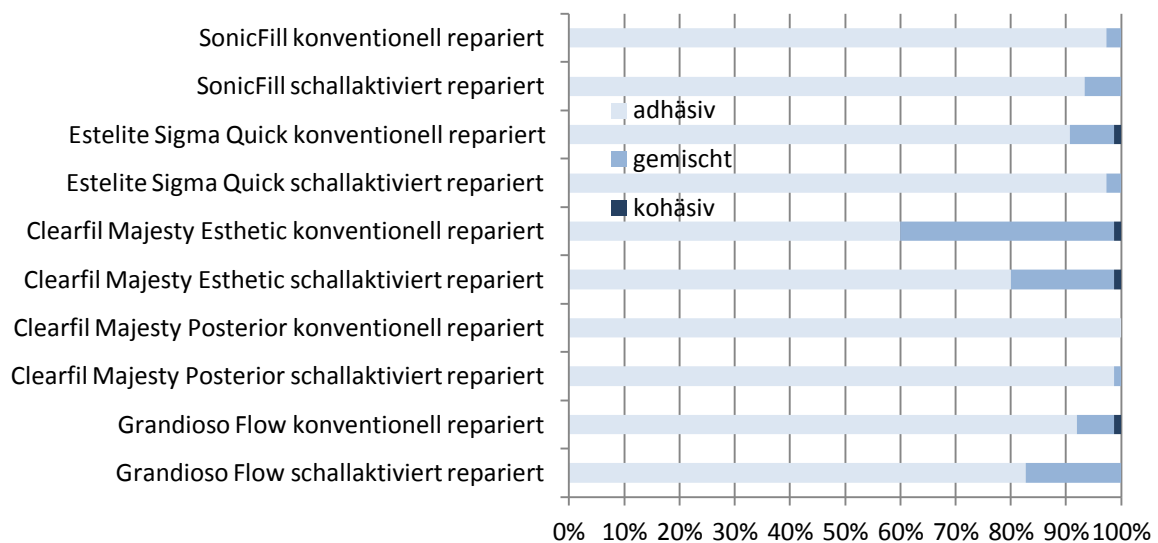 SonicFill konventionell repariert
SonicFill schallaktiviert repariert
Estelite Sigma Quick konventionell repariert
Estelite Sigma Quick schallaktiviert repariert
Clearfil Majesty Esthetic konventionell repariert
Clearfil Majesty Esthetic schallaktiviert repariert
Clearfil Majesty Posterior konventionell repariert
Clearfil Majesty Posterior schallaktiviert repariert
Grandioso Flow konventionell repariert
Grandioso Flow schallaktiviert repariert
adhäsiv
gemischt
kohäsiv
0% 10% 20% 30% 40% 50% 60% 70% 80% 90% 100%